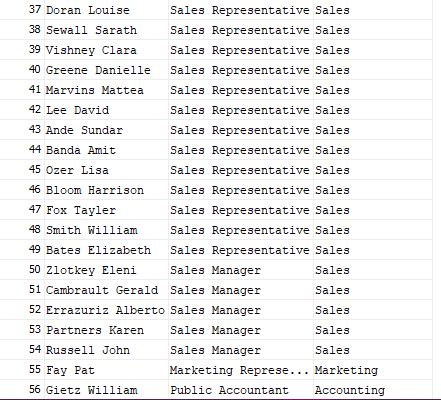 37 Doran Louise Sales Representative Sales
38 Sewall Sarath Sales Representative Sales
39 Vishney Clara Sales Representative Sales
40 Greene Danielle Sales Representative Sales
41 Marvins Mattea Sales Representative Sales
42 Lee David Sales Representative Sales
43 Ande Sundar Sales Representative Sales
44 Banda Amit Sales Representative Sales
45 Ozer Lisa Sales Representative Sales
46 Bloom Harrison Sales Representative Sales
47 Fox Tayler Sales Representative Sales
48 Smith William Sales Representative Sales
49 Bates Elizabeth Sales Representative Sales
50 Zlotkey Eleni Sales Manager Sales
51 Cambrault Gerald Sales Manager Sales
52 Errazuriz Alberto Sales Manager Sales
53 Partners Karen Sales Manager Sales
54 Russell John Sales Manager Sales
55 Fay Pat Marketing Represe... Marketing
56 Gietz William Public Accountant Accounting